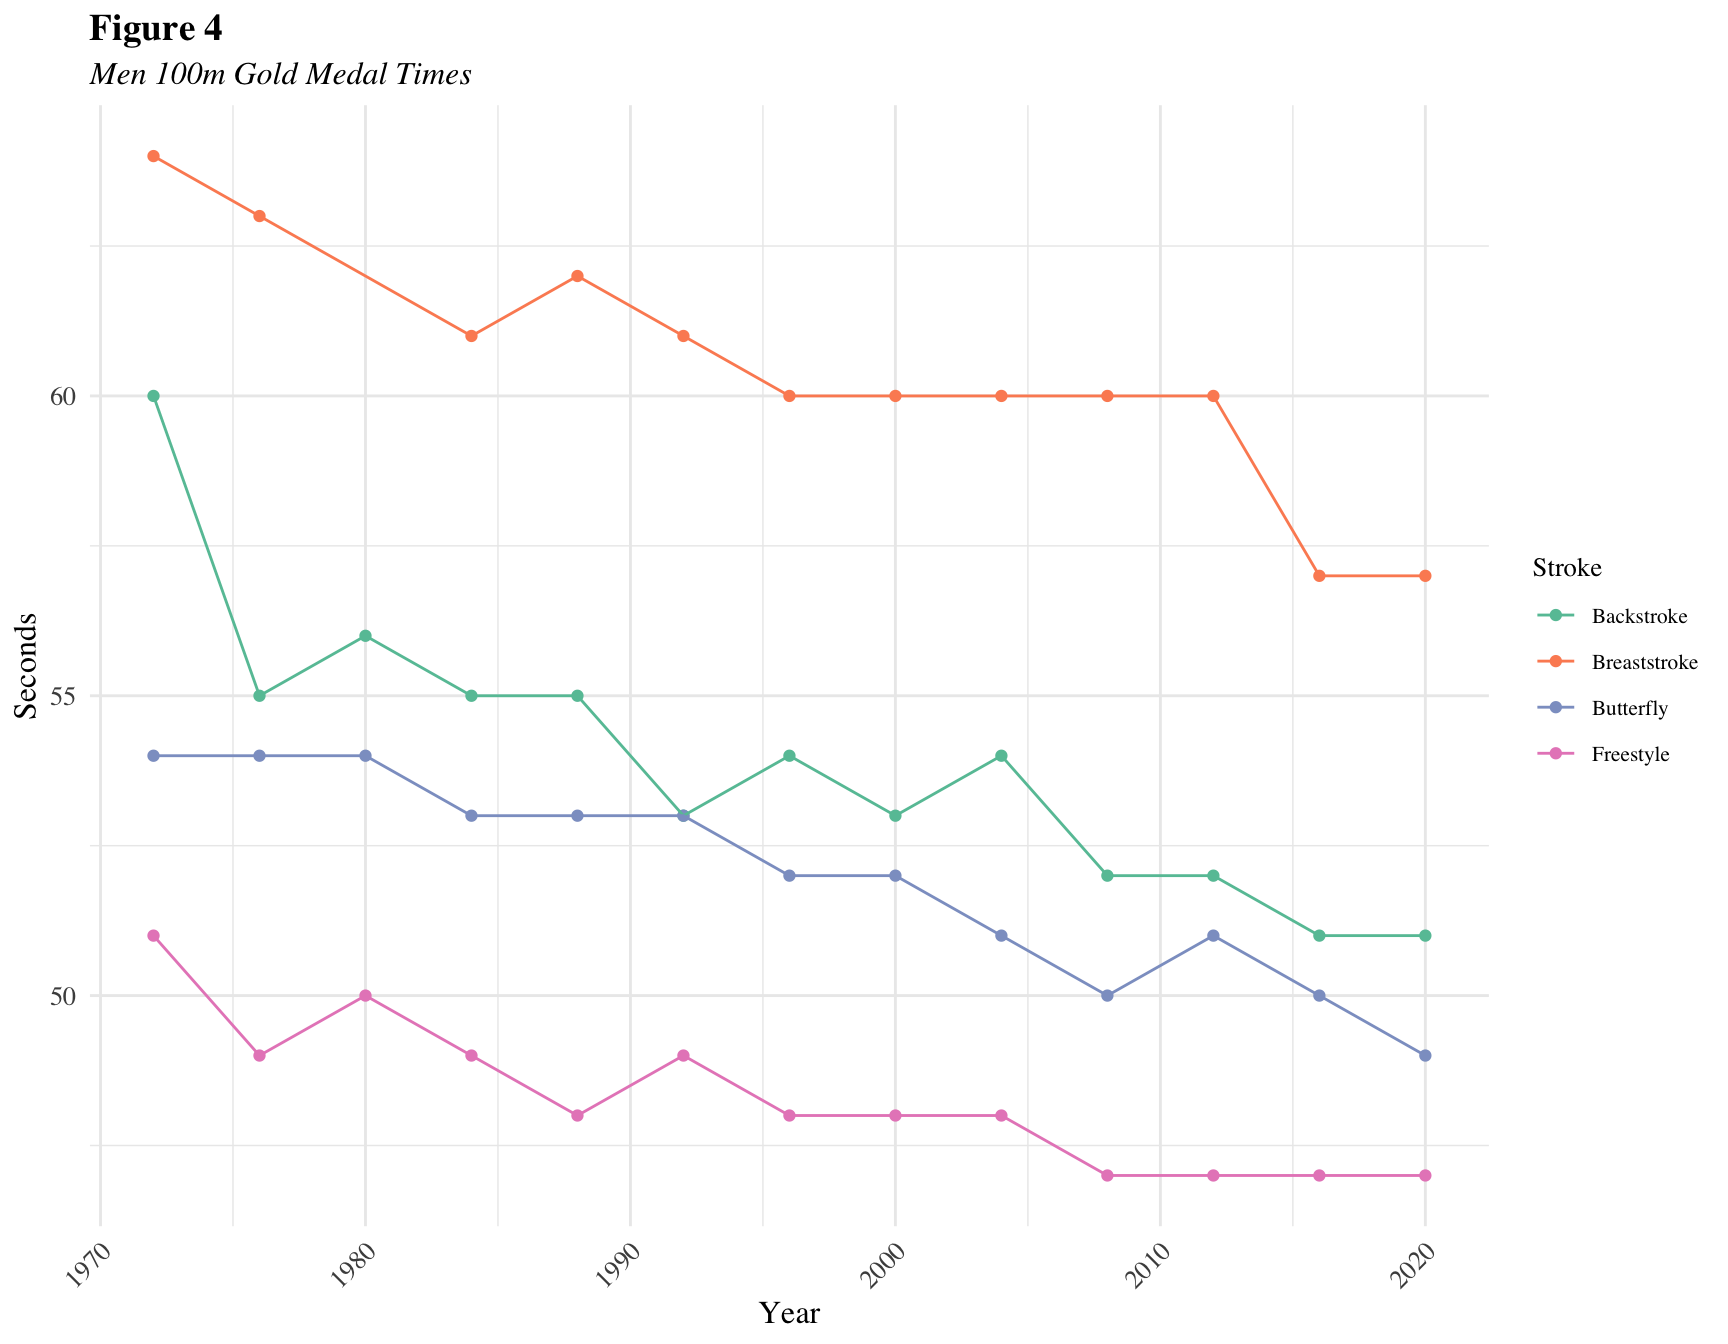 Figure 4
Men 100m Gold Medal Times
Seconds
60
55
50
1970
1980
1990
2000
2010
2020
Year
Stroke
Backstroke
Breaststroke
Butterfly
Freestyle